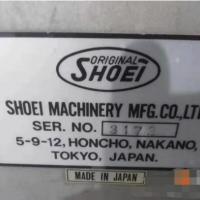 ORIGINAL
SHOEI
SHOEI MACHINERY MFG.CO.,LT
SER. NO. 3173
5-9-12, HONCHO, NAKANO,
TOKYO, JAPAN.
MADE IN JAPAN